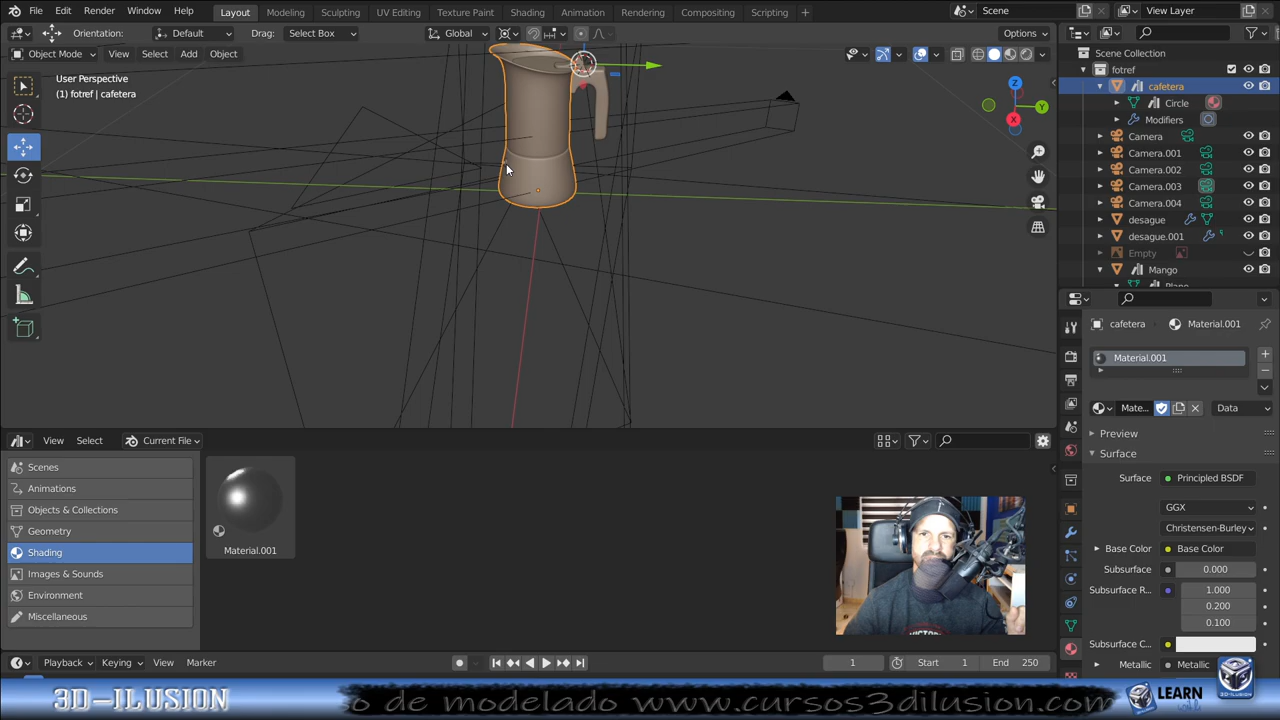 File Edit Render Window Help Layout Modeling Sculpting UV Editing Texture Paint Shading Animation Rendering Compositing Scripting + Scene View Layer
Orientation: Default Drag: Select Box Global Options
Object Mode View Select Add Object
Scene Collection
fotref
cafetera
Circle
Modifiers
Camera
Camera.001
Camera.002
Camera.003
Camera.004
desague
desague.001
Empty
Mango
User Perspective
(1) fotref | cafetera
Z
Y
X
cafetera Material.001
Material.001
Mate... Data
Preview
Surface
Surface Principled BSDF
GGX
Christensen-Burley
Base Color Base Color
Subsurface 0.000
Subsurface R... 1.000
0.200
0.100
Subsurface C...
Metallic Metallic
View Select Current File
Scenes
Animations
Objects & Collections
Geometry
Shading
Images & Sounds
Environment
Miscellaneous
Material.001
Playback Keying View Marker 1 Start 1 End 250
3D-ILUSION o de modelado www.cursos3dilusion.com LEARN